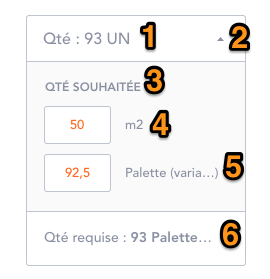 Qté : 93 UN 1 2
QTÉ SOUHAITÉE 3
50 m2 4
92,5 Palette (varia...) 5
Qté requise : 93 Palette... 6